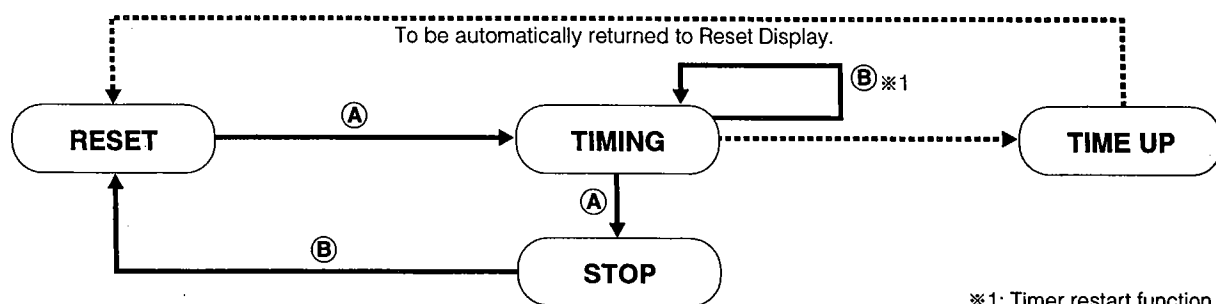 To be automatically returned to Reset Display.
Ⓑ ※1
RESET
Ⓐ
TIMING
TIME UP
Ⓐ
Ⓑ
STOP
※1: Timer restart function